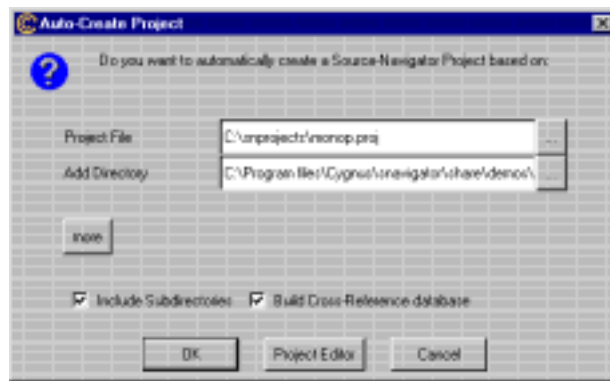 Auto-Create Project
Do you want to automatically create a Source-Navigator Project based on:
Project File
C:\snprojects\monop.proj
...
Add Directory
C:\Program files\Cygnus\snavigator\share\demos\
...
more
Include Subdirectories
Build Cross-Reference database
OK
Project Editor
Cancel